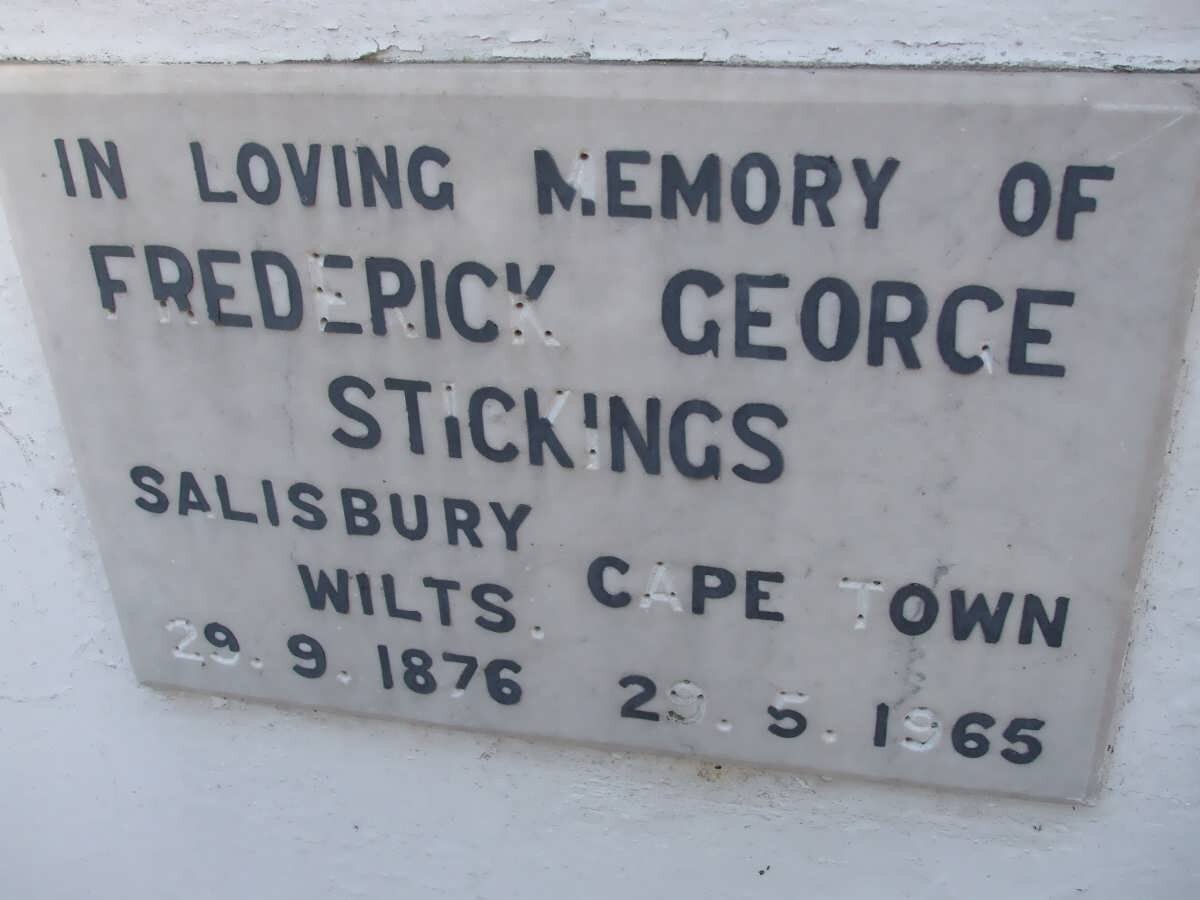 IN LOVING MEMORY OF
FREDERICK GEORGE
STICKINGS
SALISBURY
WILTS. CAPE TOWN
29.9.1876 29.5.1965